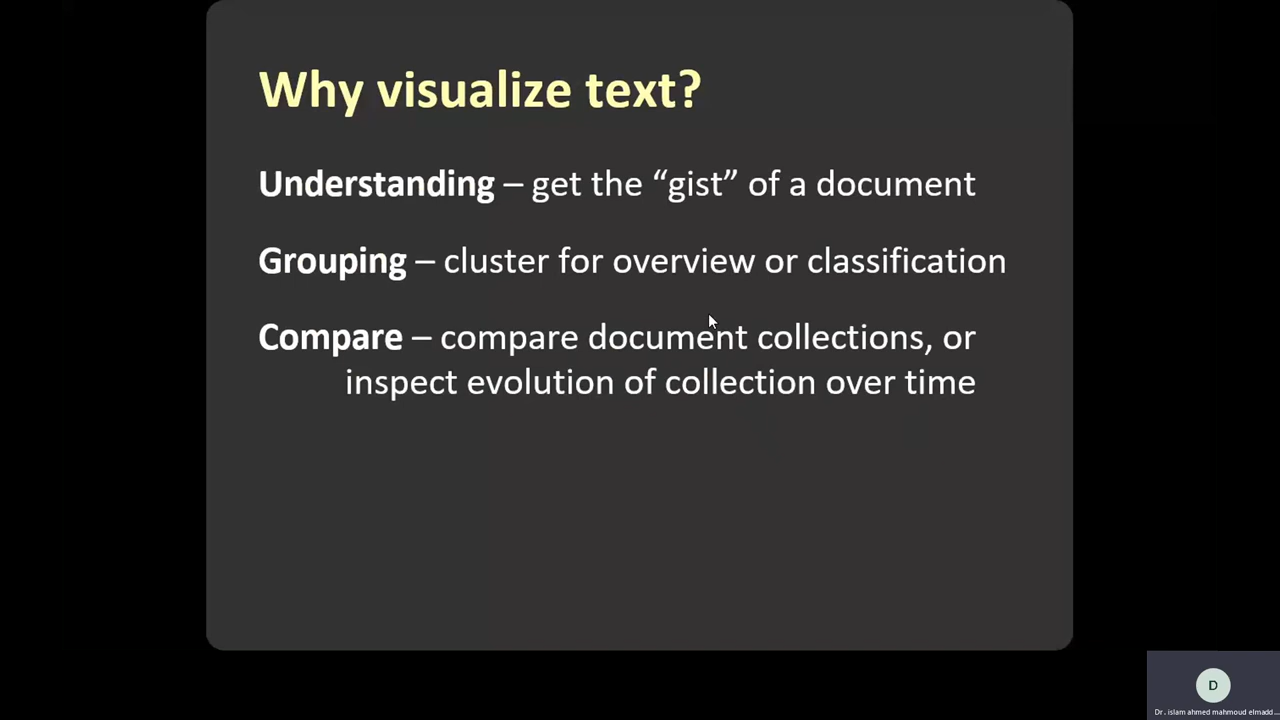 Why visualize text?
Understanding – get the “gist” of a document
Grouping – cluster for overview or classification
Compare – compare document collections, or
inspect evolution of collection over time
D
Dr. islam ahmed mahmoud elmadd...